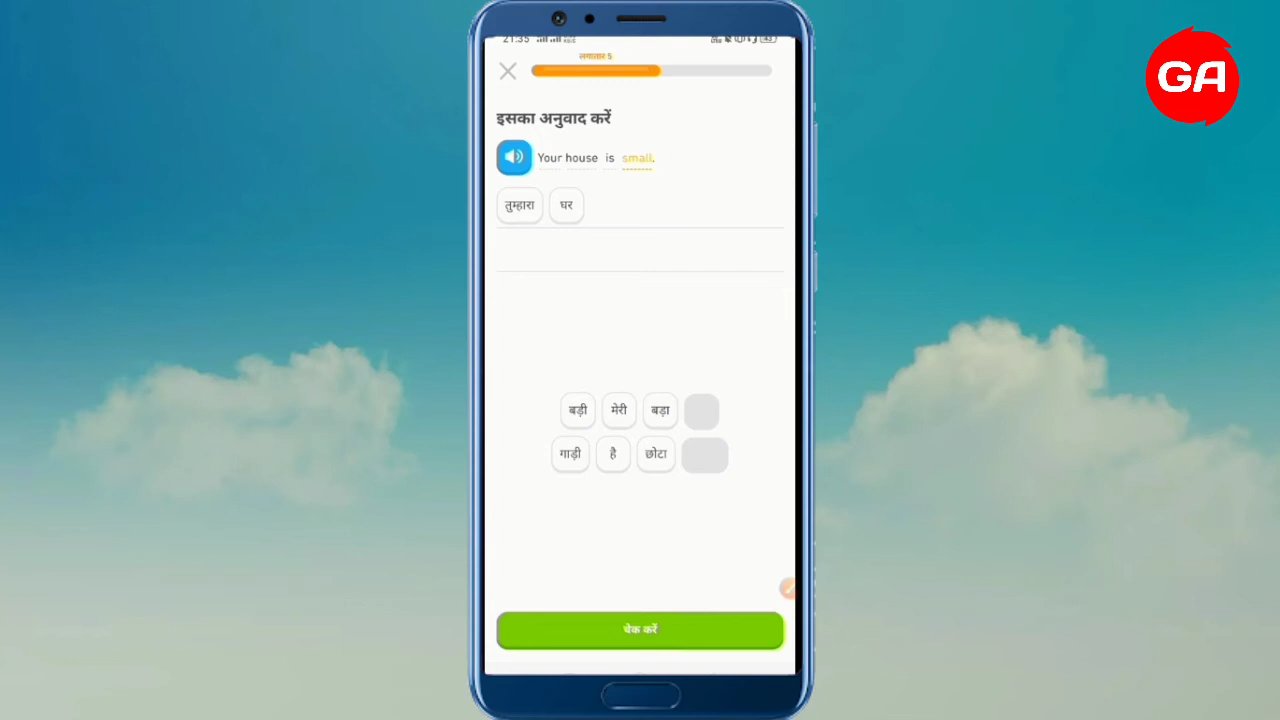 GA
21:35
लगातार 5
इसका अनुवाद करें
Your house is small.
तुम्हारा घर
बड़ी मेरी बड़ा
गाड़ी है छोटा
चेक करें